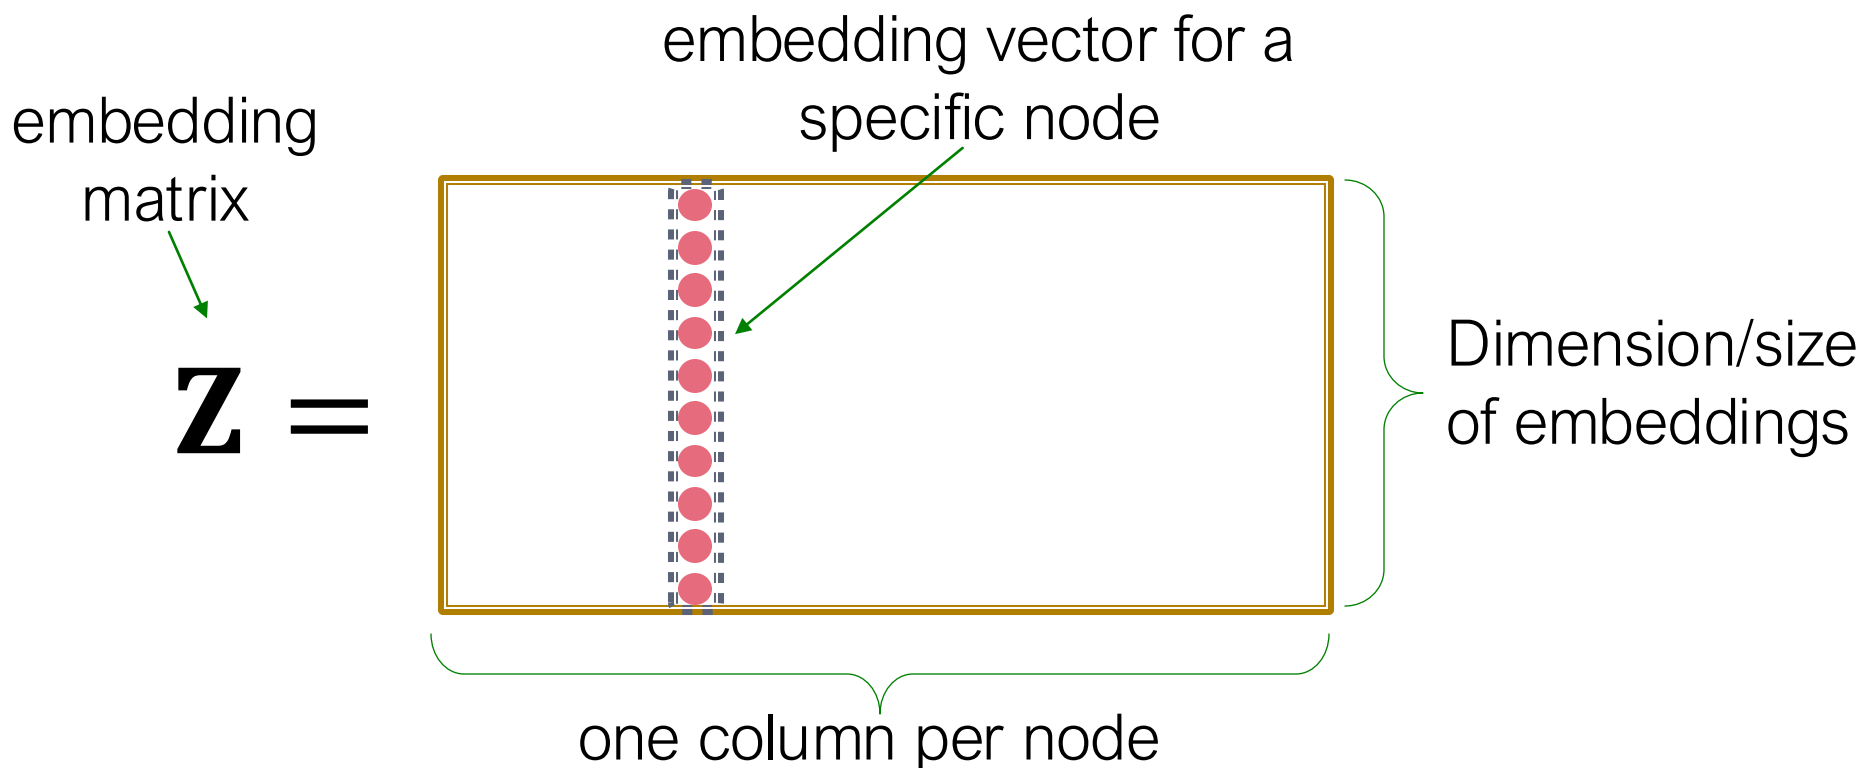 embedding vector for a
specific node
embedding
matrix
Z =
Dimension/size
of embeddings
one column per node